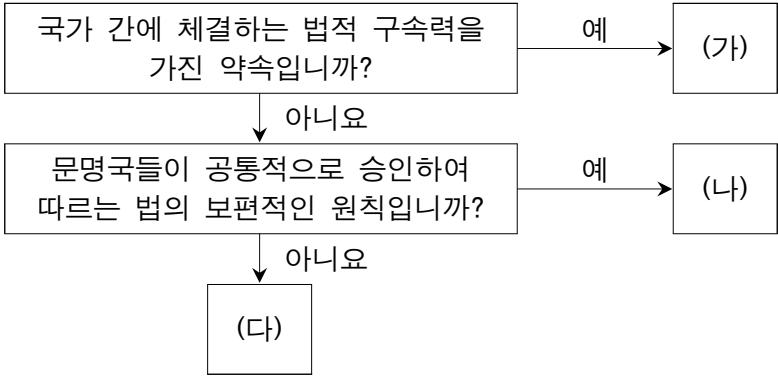 국가 간에 체결하는 법적 구속력을
가진 약속입니까?
예
(가)
아니요
문명국들이 공통적으로 승인하여
따르는 법의 보편적인 원칙입니까?
예
(나)
아니요
(다)